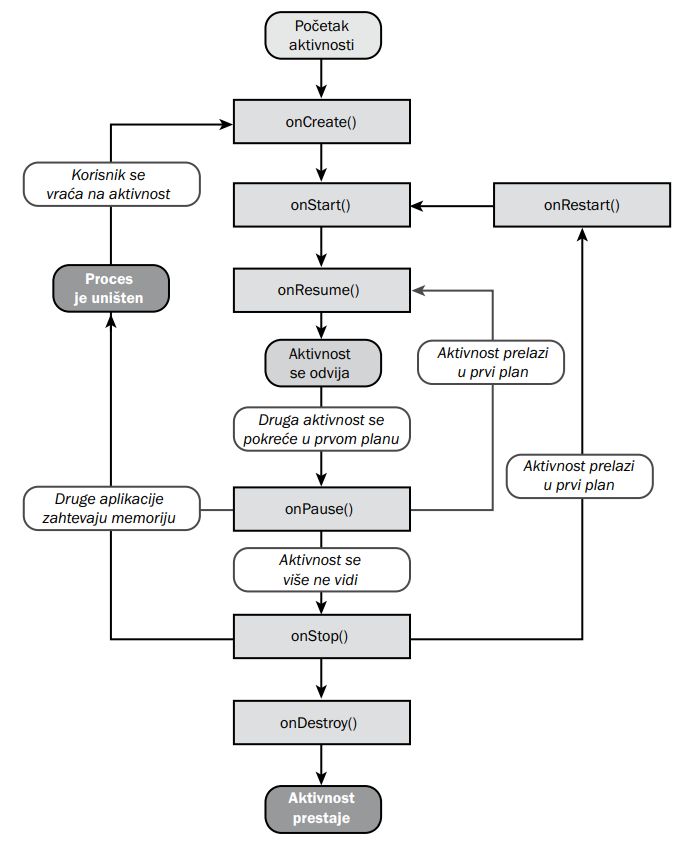 Početak
aktivnosti
onCreate()
Korisnik se
vraća na aktivnost
onStart()
onRestart()
Proces
je uništen
onResume()
Aktivnost
se odvija
Aktivnost prelazi
u prvi plan
Druga aktivnost se
pokreće u prvom planu
Aktivnost prelazi
u prvi plan
Druge aplikacije
zahtevaju memoriju
onPause()
Aktivnost se
više ne vidi
onStop()
onDestroy()
Aktivnost
prestaje